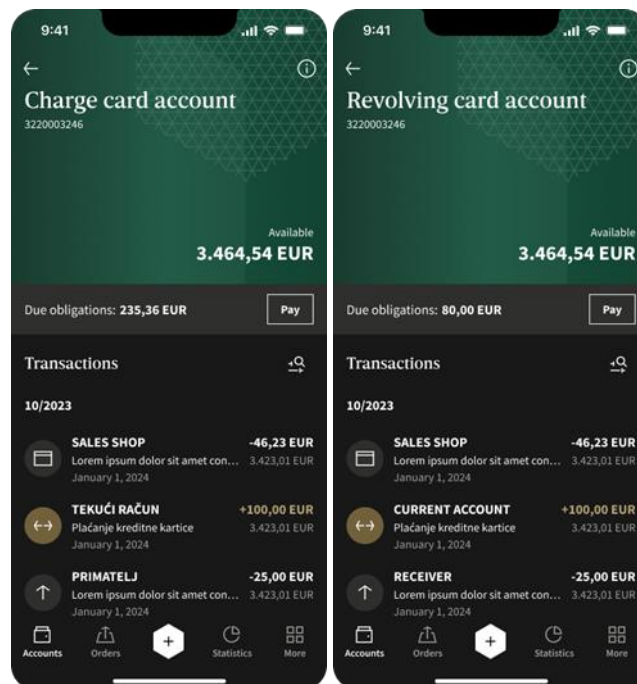 9:41
Charge card account
3220003246
Available
3.464,54 EUR
Due obligations: 235,36 EUR
Pay
Transactions
10/2023
SALES SHOP -46,23 EUR
Lorem ipsum dolor sit amet con... 3.423,01 EUR
January 1, 2024
TEKUĆI RAČUN +100,00 EUR
Plaćanje kreditne kartice 3.423,01 EUR
January 1, 2024
PRIMATELJ -25,00 EUR
Lorem ipsum dolor sit amet con... 3.423,01 EUR
January 1, 2024
Accounts Orders Statistics More
9:41
Revolving card account
3220003246
Available
3.464,54 EUR
Due obligations: 80,00 EUR
Pay
Transactions
10/2023
SALES SHOP -46,23 EUR
Lorem ipsum dolor sit amet con... 3.423,01 EUR
January 1, 2024
CURRENT ACCOUNT +100,00 EUR
Plaćanje kreditne kartice 3.423,01 EUR
January 1, 2024
RECEIVER -25,00 EUR
Lorem ipsum dolor sit amet con... 3.423,01 EUR
January 1, 2024
Accounts Orders Statistics More